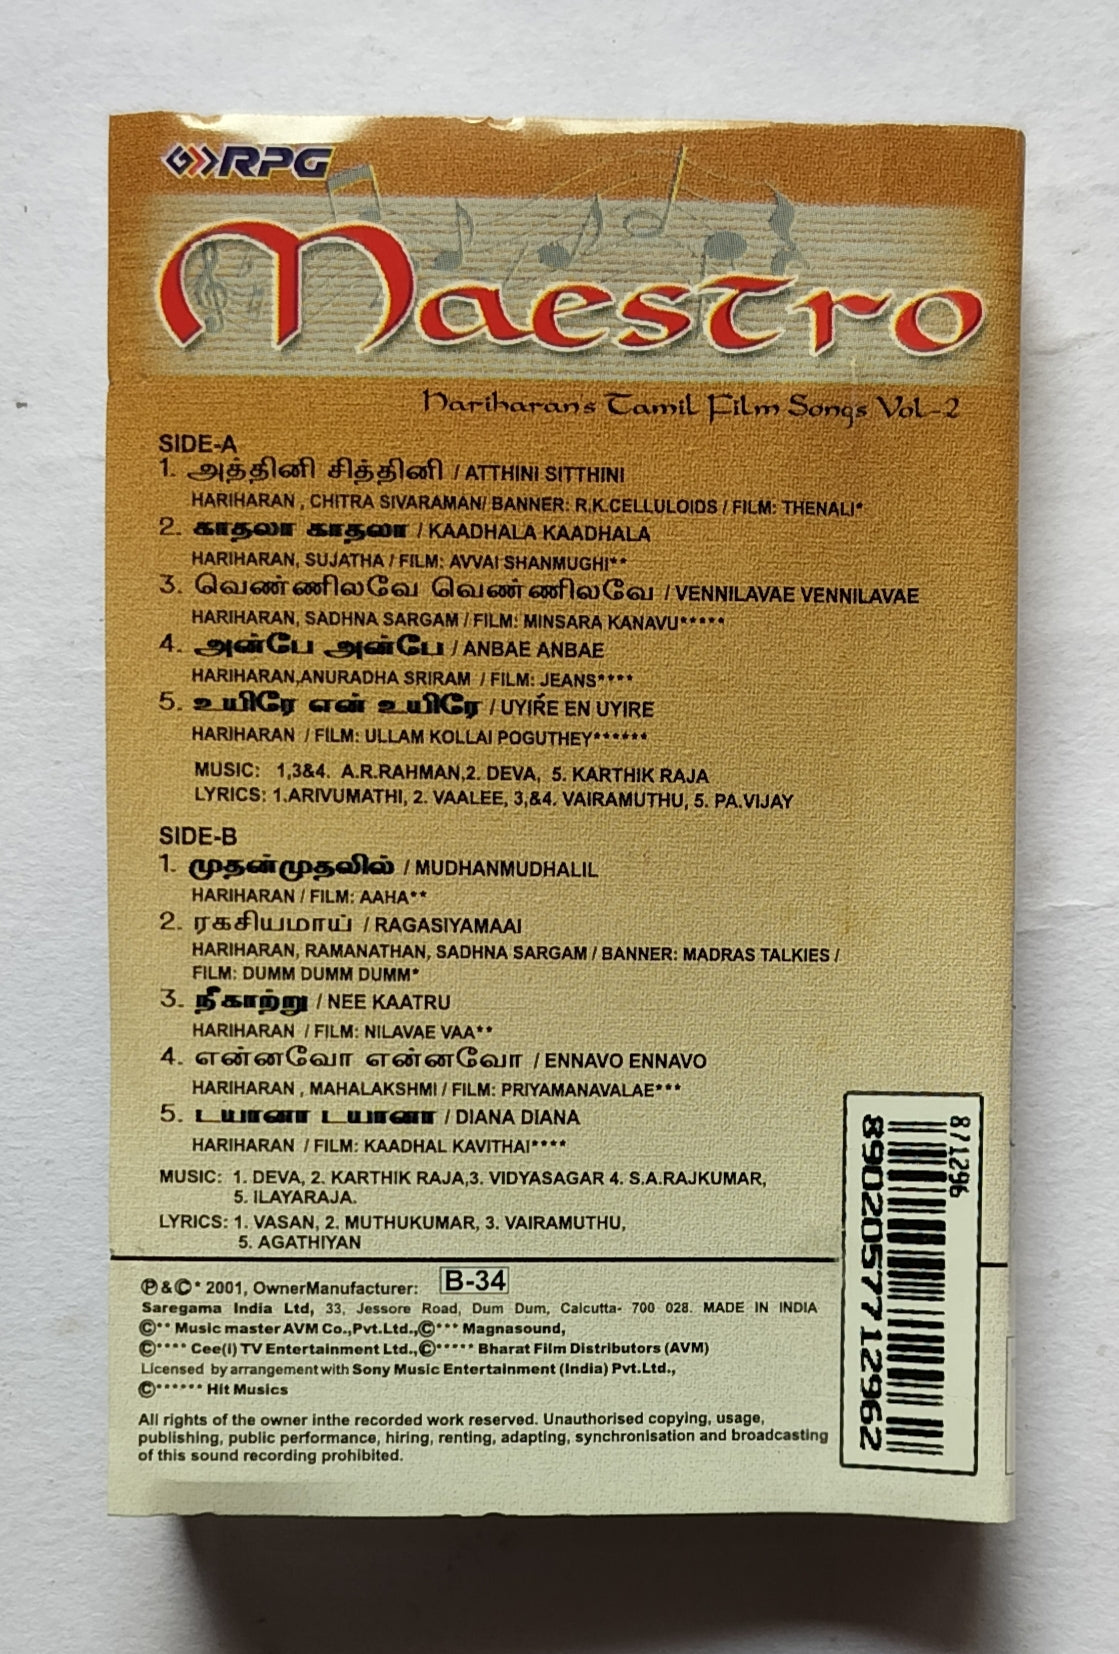 RPG
Maestro
Hariharan's Tamil Film Songs Vol-2
SIDE-A
1. அத்தினி சித்தினி / ATTHINI SITTHINI
HARIHARAN , CHITRA SIVARAMAN/ BANNER: R.K.CELLULOIDS / FILM: THENALI*
2. காதலா காதலா / KAADHALA KAADHALA
HARIHARAN, SUJATHA / FILM: AVVAI SHANMUGHI**
3. வெண்ணிலவே வெண்ணிலவே / VENNILAVAE VENNILAVAE
HARIHARAN, SADHNA SARGAM / FILM: MINSARA KANAVU*****
4. அன்பே அன்பே / ANBAE ANBAE
HARIHARAN,ANURADHA SRIRAM / FILM: JEANS****
5. உயிரே என் உயிரே / UYIRE EN UYIRE
HARIHARAN / FILM: ULLAM KOLLAI POGUTHEY******
MUSIC: 1,3&4. A.R.RAHMAN,2. DEVA, 5. KARTHIK RAJA
LYRICS: 1.ARIVUMATHI, 2. VAALEE, 3,&4. VAIRAMUTHU, 5. PA.VIJAY
SIDE-B
1. முதன்முதலில் / MUDHANMUDHALIL
HARIHARAN / FILM: AAHA**
2. ரகசியமாய் / RAGASIYAMAAI
HARIHARAN, RAMANATHAN, SADHNA SARGAM / BANNER: MADRAS TALKIES /
FILM: DUMM DUMM DUMM*
3. நீகாற்று / NEE KAATRU
HARIHARAN / FILM: NILAVAE VAA**
4. என்னவோ என்னவோ / ENNAVO ENNAVO
HARIHARAN , MAHALAKSHMI / FILM: PRIYAMANAVALAE***
5. டயானா டயானா / DIANA DIANA
HARIHARAN / FILM: KAADHAL KAVITHAI****
MUSIC: 1. DEVA, 2. KARTHIK RAJA,3. VIDYASAGAR 4. S.A.RAJKUMAR,
5. ILAYARAJA.
LYRICS: 1. VASAN, 2. MUTHUKUMAR, 3. VAIRAMUTHU,
5. AGATHIYAN
℗ & ©* 2001, OwnerManufacturer: B-34
Saregama India Ltd, 33, Jessore Road, Dum Dum, Calcutta- 700 028. MADE IN INDIA
©** Music master AVM Co.,Pvt.Ltd.,©*** Magnasound,
©**** Cee(i) TV Entertainment Ltd.,©***** Bharat Film Distributors (AVM)
Licensed by arrangement with Sony Music Entertainment (India) Pvt.Ltd.,
©****** Hit Musics
All rights of the owner inthe recorded work reserved. Unauthorised copying, usage,
publishing, public performance, hiring, renting, adapting, synchronisation and broadcasting
of this sound recording prohibited.
871296
8902057712962